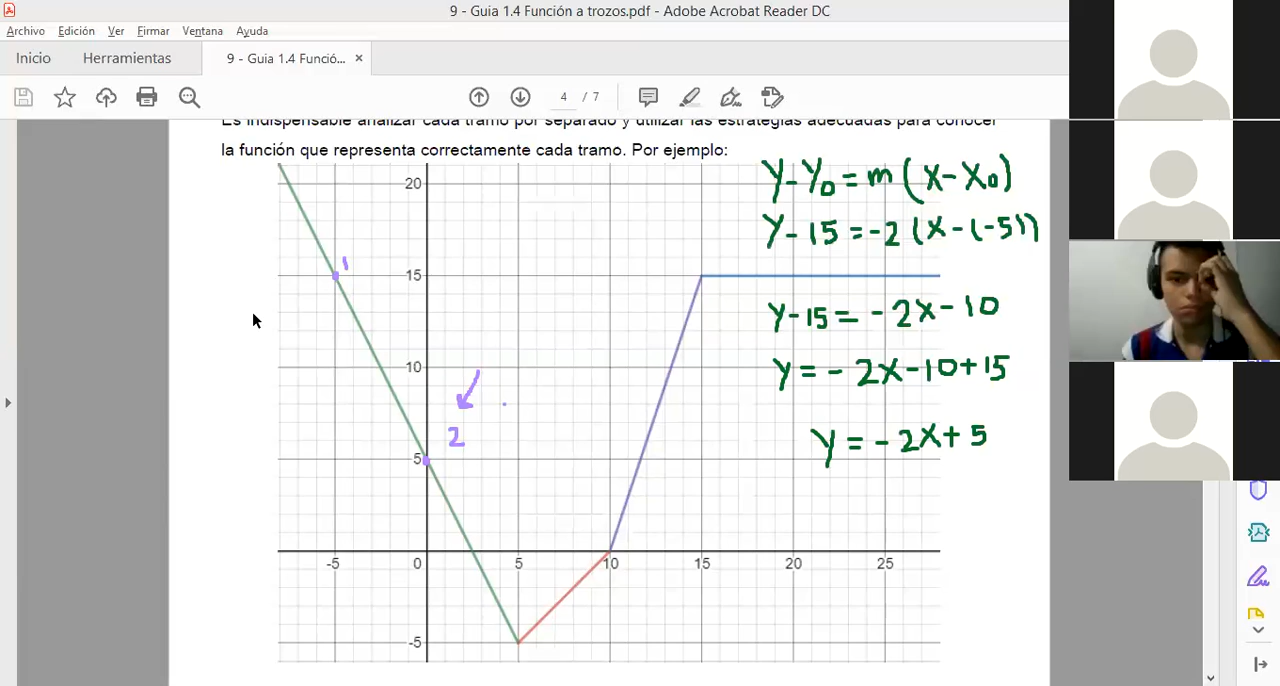 9 - Guia 1.4 Función a trozos.pdf - Adobe Acrobat Reader DC
Archivo Edición Ver Firmar Ventana Ayuda
Inicio Herramientas 9 - Guia 1.4 Funció... ×
4 / 7
Es indispensable analizar cada tramo por separado y utilizar las estrategias adecuadas para conocer
la función que representa correctamente cada tramo. Por ejemplo:
y-y0 = m (x-x0)
y-15 = -2 (x-(-5))
y-15 = -2x-10
y = -2x-10+15
y = -2x+5
20
15
10
5
-5 0 5 10 15 20 25
-5
1
2